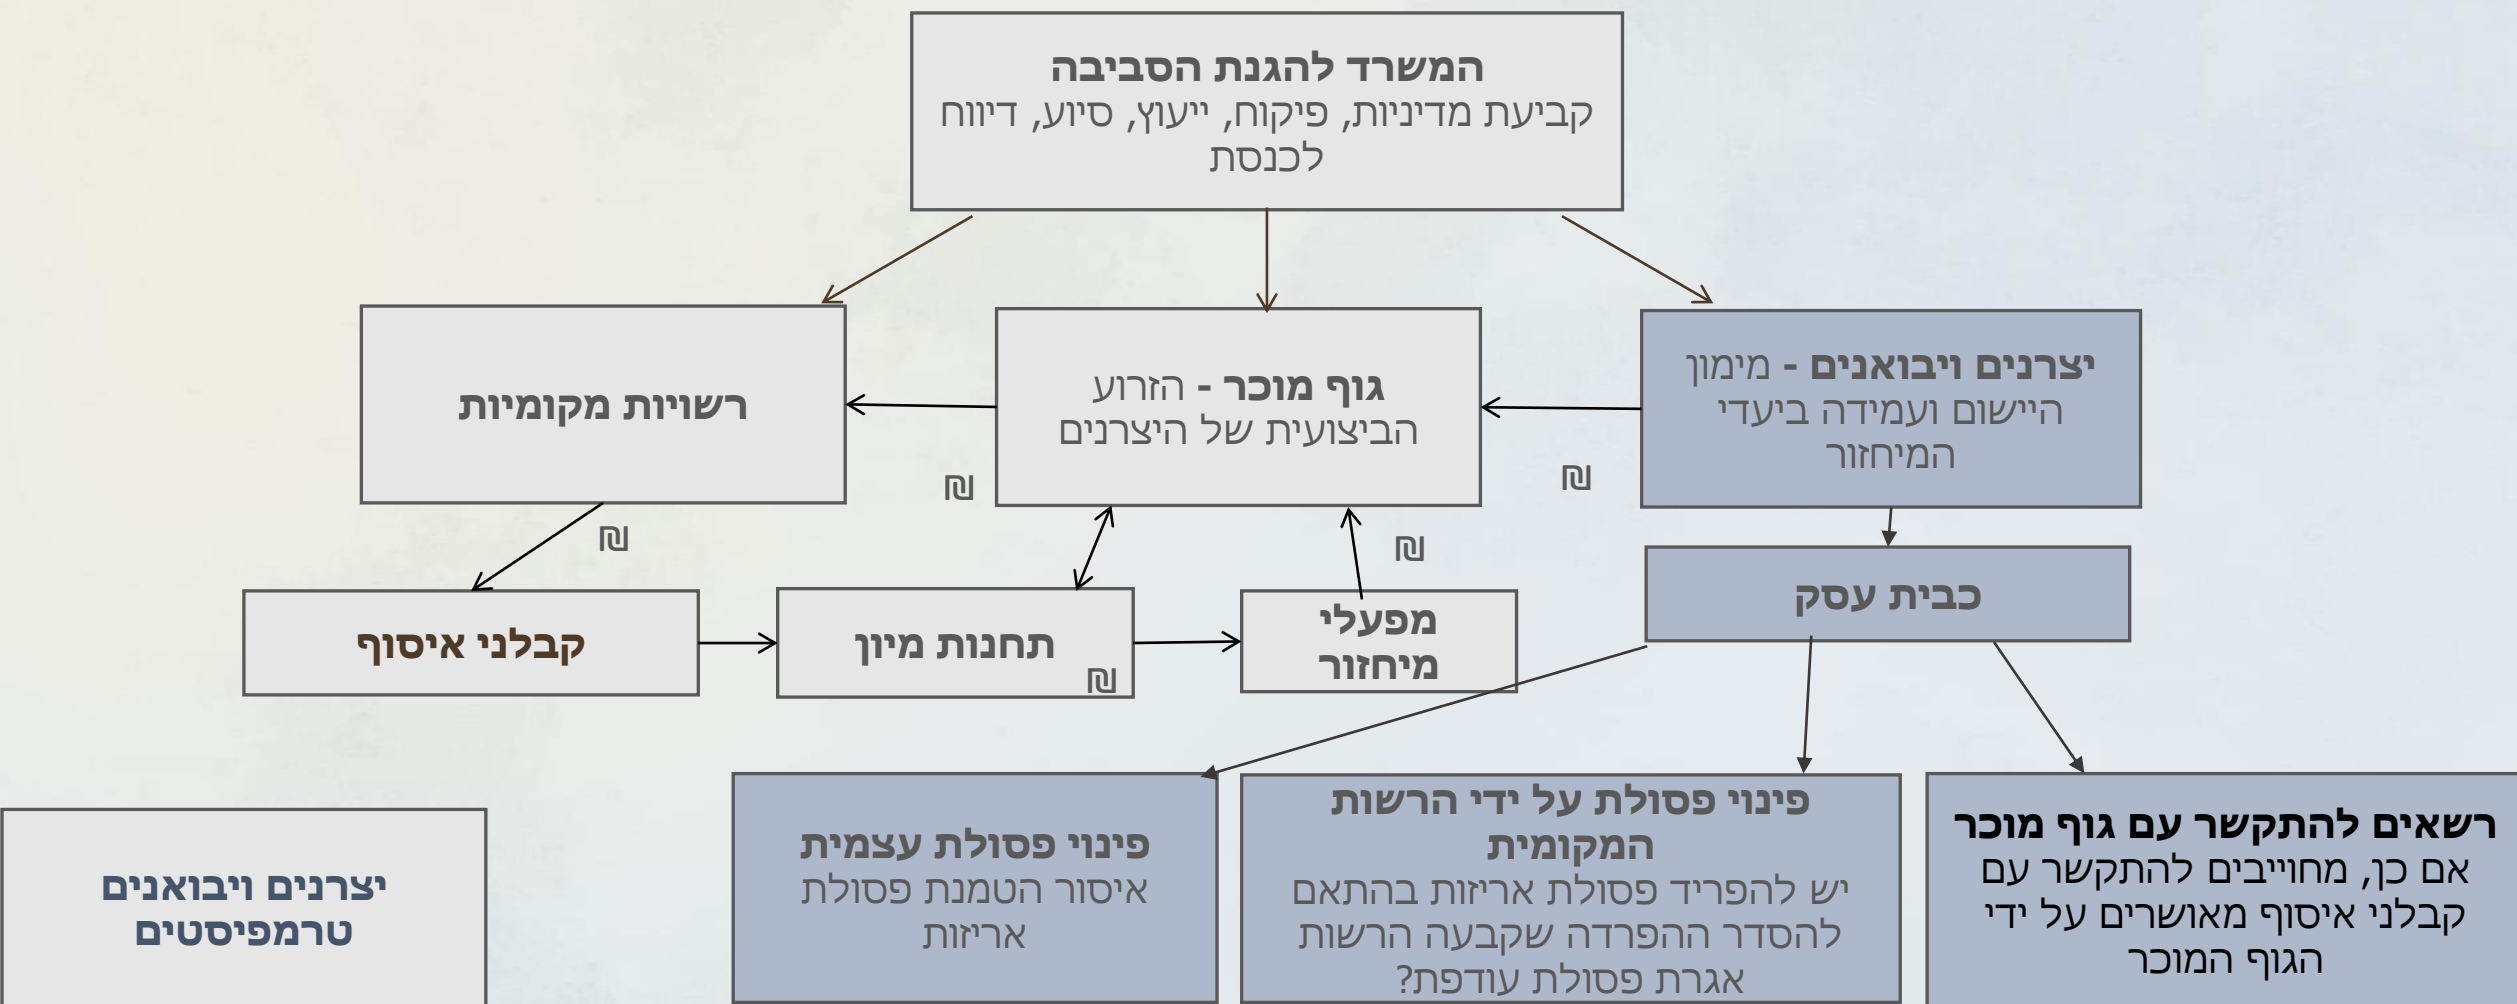 המשרד להגנת הסביבה
קביעת מדיניות, פיקוח, ייעוץ, סיוע, דיווח
לכנסת
יצרנים ויבואנים - מימון
היישום ועמידה ביעדי
המיחזור
₪
גוף מוכר - הזרוע
הביצועית של היצרנים
₪
רשויות מקומיות
₪
₪
כבית עסק
מפעלי
מיחזור
תחנות מיון
₪
קבלני איסוף
רשאים להתקשר עם גוף מוכר
אם כן, מחוייבים להתקשר עם
קבלני איסוף מאושרים על ידי
הגוף המוכר
פינוי פסולת על ידי הרשות
המקומית
יש להפריד פסולת אריזות בהתאם
להסדר ההפרדה שקבעה הרשות
אגרת פסולת עודפת?
פינוי פסולת עצמית
איסור הטמנת פסולת
אריזות
יצרנים ויבואנים
טרמפיסטים